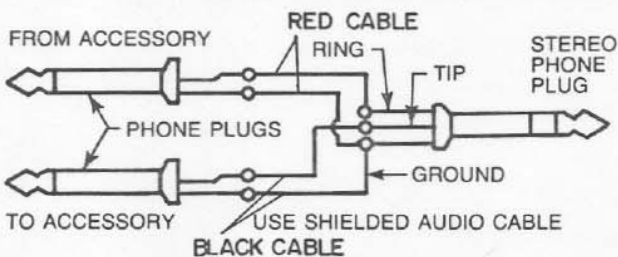 RED CABLE
FROM ACCESSORY
RING
STEREO
PHONE
PLUG
TIP
PHONE PLUGS
GROUND
TO ACCESSORY
USE SHIELDED AUDIO CABLE
BLACK CABLE